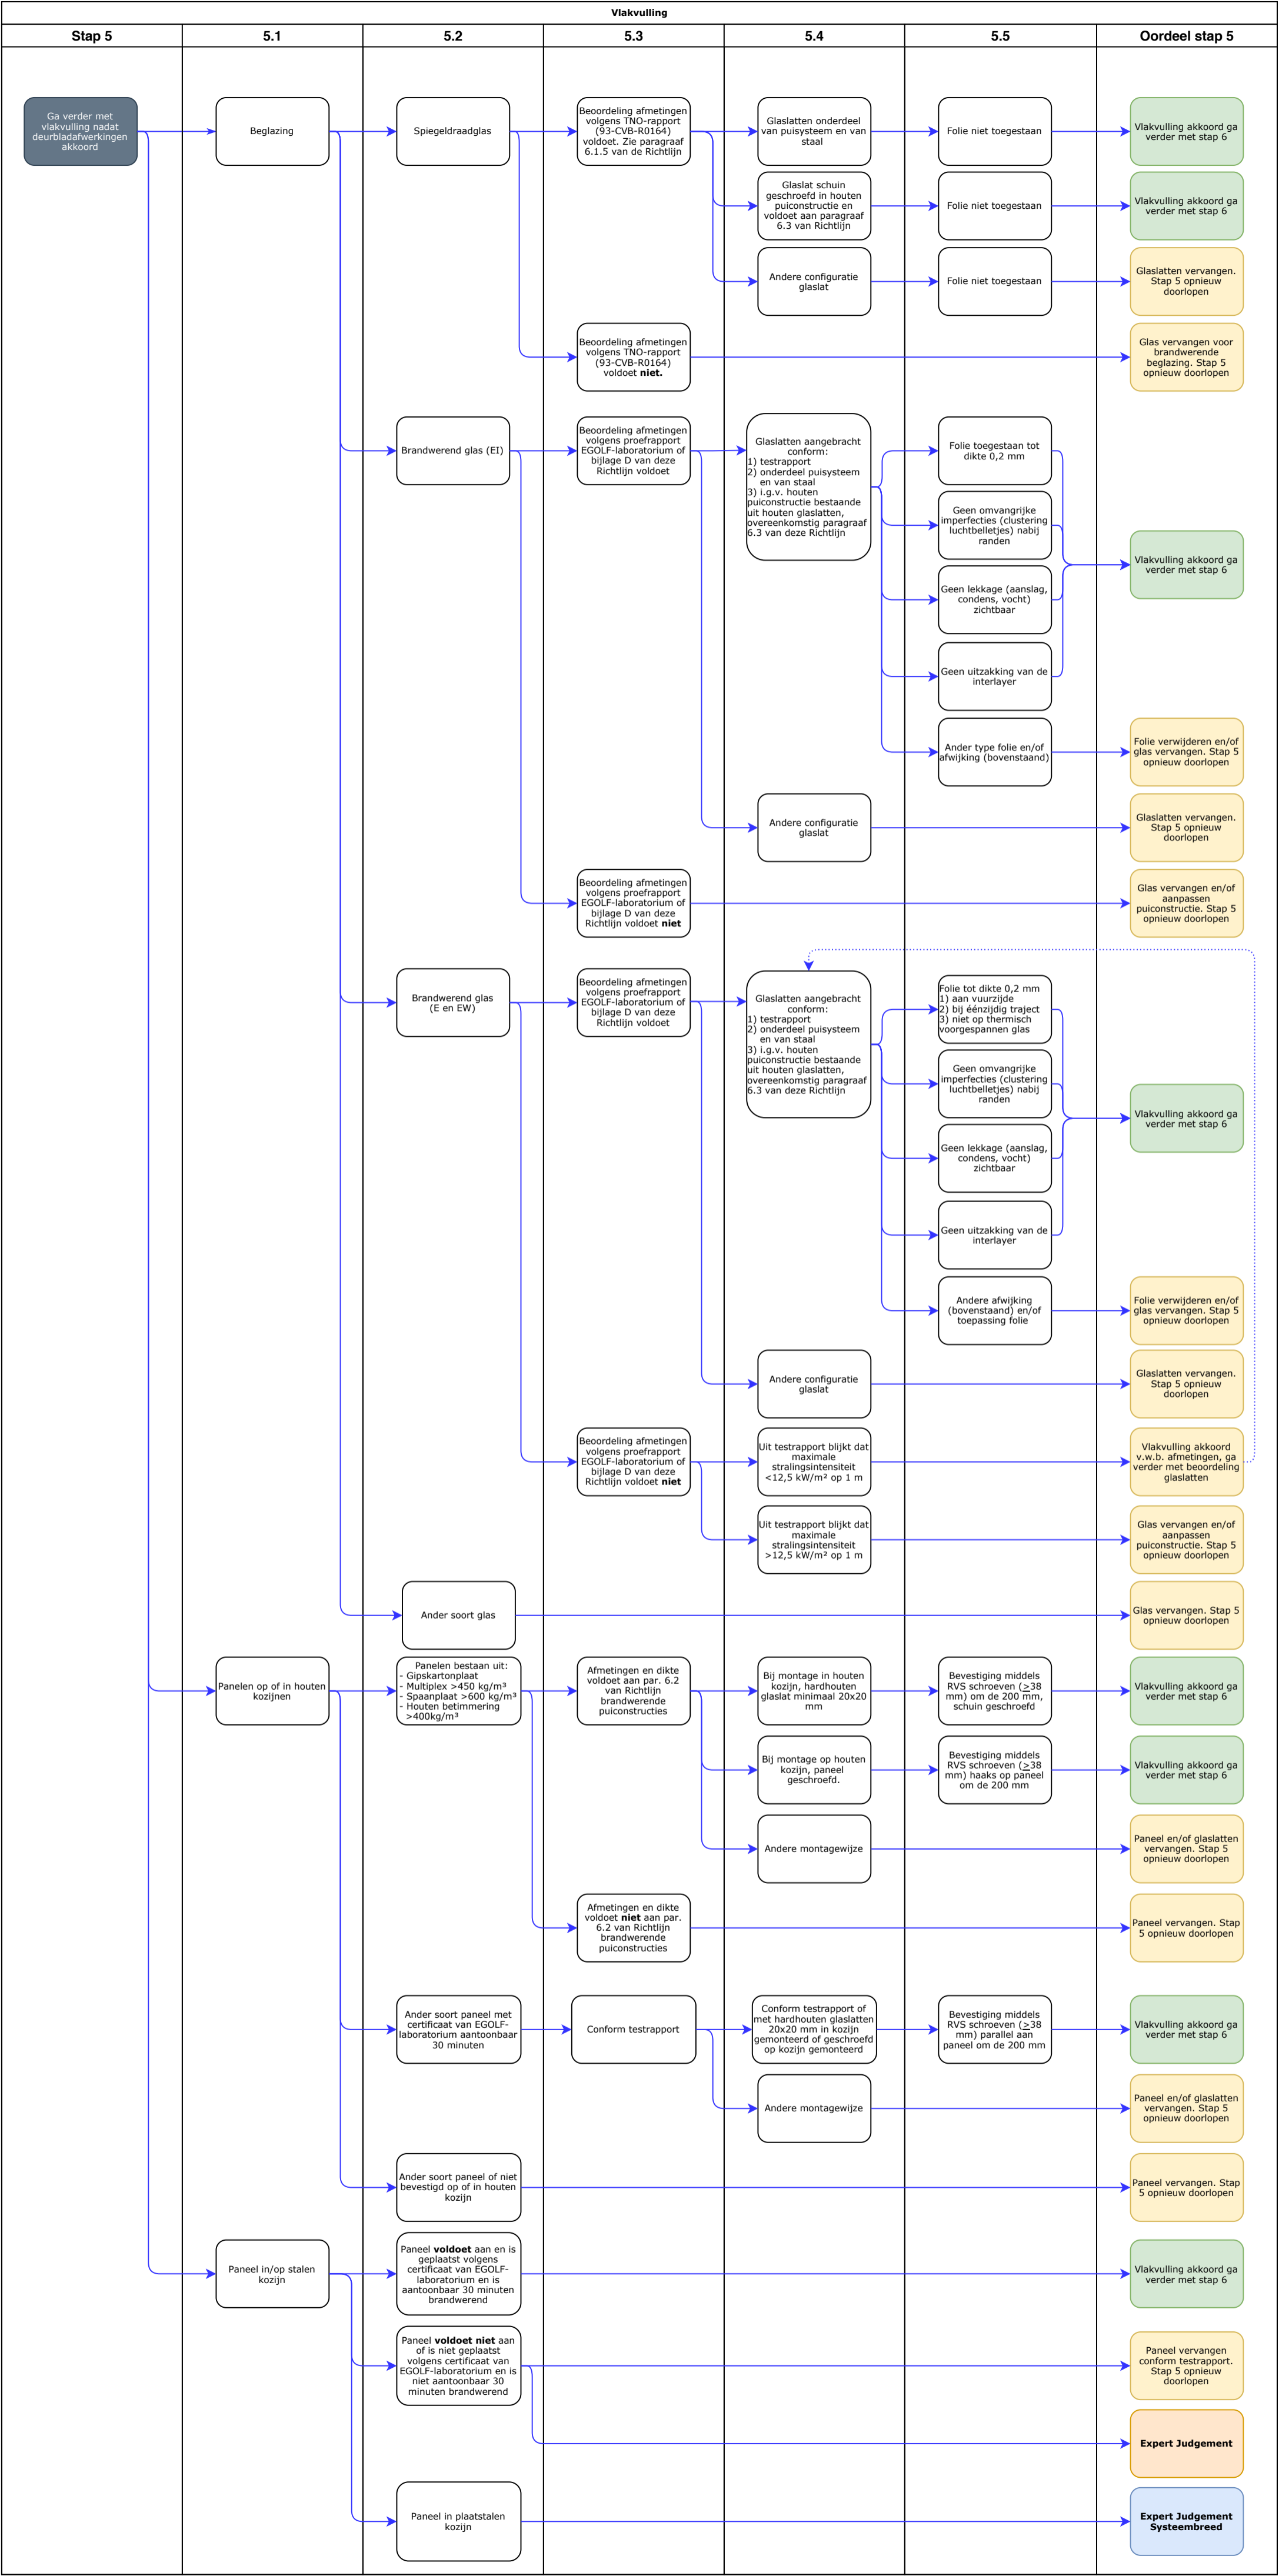 Vlakvulling
Stap 5
5.1
5.2
5.3
5.4
5.5
Oordeel stap 5
Ga verder met
vlakvulling nadat
deurbladafwerkingen
akkoord
Beglazing
Spiegeldraadglas
Beoordeling afmetingen
volgens TNO-rapport
(93-CVB-R0164)
voldoet. Zie paragraaf
6.1.5 van de Richtlijn
Glaslatten onderdeel
van puisysteem en van
staal
Folie niet toegestaan
Vlakvulling akkoord ga
verder met stap 6
Glaslat schuin
geschroefd in houten
puiconstructie en
voldoet aan paragraaf
6.3 van Richtlijn
Folie niet toegestaan
Vlakvulling akkoord ga
verder met stap 6
Andere configuratie
glaslat
Folie niet toegestaan
Glaslatten vervangen.
Stap 5 opnieuw
doorlopen
Beoordeling afmetingen
volgens TNO-rapport
(93-CVB-R0164)
voldoet niet.
Glas vervangen voor
brandwerende
beglazing. Stap 5
opnieuw doorlopen
Brandwerend glas (EI)
Beoordeling afmetingen
volgens proefrapport
EGOLF-laboratorium of
bijlage D van deze
Richtlijn voldoet
Glaslatten aangebracht
conform:
1) testrapport
2) onderdeel puisysteem
en van staal
3) i.g.v. houten
puiconstructie bestaande
uit houten glaslatten,
overeenkomstig paragraaf
6.3 van deze Richtlijn
Folie toegestaan tot
dikte 0,2 mm
Geen omvangrijke
imperfecties (clustering
luchtbelletjes) nabij
randen
Geen lekkage (aanslag,
condens, vocht)
zichtbaar
Geen uitzakking van de
interlayer
Vlakvulling akkoord ga
verder met stap 6
Ander type folie en/of
afwijking (bovenstaand)
Folie verwijderen en/of
glas vervangen. Stap 5
opnieuw doorlopen
Andere configuratie
glaslat
Glaslatten vervangen.
Stap 5 opnieuw
doorlopen
Beoordeling afmetingen
volgens proefrapport
EGOLF-laboratorium of
bijlage D van deze
Richtlijn voldoet niet
Glas vervangen en/of
aanpassen
puiconstructie. Stap 5
opnieuw doorlopen
Brandwerend glas
(E en EW)
Beoordeling afmetingen
volgens proefrapport
EGOLF-laboratorium of
bijlage D van deze
Richtlijn voldoet
Glaslatten aangebracht
conform:
1) testrapport
2) onderdeel puisysteem
en van staal
3) i.g.v. houten
puiconstructie bestaande
uit houten glaslatten,
overeenkomstig paragraaf
6.3 van deze Richtlijn
Folie tot dikte 0,2 mm
1) aan vuurzijde
2) bij éénzijdig traject
3) niet op thermisch
voorgespannen glas
Geen omvangrijke
imperfecties (clustering
luchtbelletjes) nabij
randen
Geen lekkage (aanslag,
condens, vocht)
zichtbaar
Geen uitzakking van de
interlayer
Vlakvulling akkoord ga
verder met stap 6
Andere afwijking
(bovenstaand) en/of
toepassing folie
Folie verwijderen en/of
glas vervangen. Stap 5
opnieuw doorlopen
Andere configuratie
glaslat
Glaslatten vervangen.
Stap 5 opnieuw
doorlopen
Beoordeling afmetingen
volgens proefrapport
EGOLF-laboratorium of
bijlage D van deze
Richtlijn voldoet niet
Uit testrapport blijkt dat
maximale
stralingsintensiteit
<12,5 kW/m² op 1 m
Vlakvulling akkoord
v.w.b. afmetingen, ga
verder met beoordeling
glaslatten
Uit testrapport blijkt dat
maximale
stralingsintensiteit
>12,5 kW/m² op 1 m
Glas vervangen en/of
aanpassen
puiconstructie. Stap 5
opnieuw doorlopen
Ander soort glas
Glas vervangen. Stap 5
opnieuw doorlopen
Panelen op of in houten
kozijnen
Panelen bestaan uit:
- Gipskartonplaat
- Multiplex >450 kg/m³
- Spaanplaat >600 kg/m³
- Houten betimmering
>400kg/m³
Afmetingen en dikte
voldoet aan par. 6.2
van Richtlijn
brandwerende
puiconstructies
Bij montage in houten
kozijn, hardhouten
glaslat minimaal 20x20
mm
Bevestiging middels
RVS schroeven (>38
mm) om de 200 mm,
schuin geschroefd
Vlakvulling akkoord ga
verder met stap 6
Bij montage op houten
kozijn, paneel
geschroefd.
Bevestiging middels
RVS schroeven (>38
mm) haaks op paneel
om de 200 mm
Vlakvulling akkoord ga
verder met stap 6
Andere montagewijze
Paneel en/of glaslatten
vervangen. Stap 5
opnieuw doorlopen
Afmetingen en dikte
voldoet niet aan par.
6.2 van Richtlijn
brandwerende
puiconstructies
Paneel vervangen. Stap
5 opnieuw doorlopen
Ander soort paneel met
certificaat van EGOLF-
laboratorium aantoonbaar
30 minuten
Conform testrapport
Conform testrapport of
met hardhouten glaslatten
20x20 mm in kozijn
gemonteerd of geschroefd
op kozijn gemonteerd
Bevestiging middels
RVS schroeven (>38
mm) parallel aan
paneel om de 200 mm
Vlakvulling akkoord ga
verder met stap 6
Andere montagewijze
Paneel en/of glaslatten
vervangen. Stap 5
opnieuw doorlopen
Ander soort paneel of niet
bevestigd op of in houten
kozijn
Paneel vervangen. Stap
5 opnieuw doorlopen
Paneel in/op stalen
kozijn
Paneel voldoet aan en is
geplaatst volgens
certificaat van EGOLF-
laboratorium en is
aantoonbaar 30 minuten
brandwerend
Vlakvulling akkoord ga
verder met stap 6
Paneel voldoet niet aan
of is niet geplaatst
volgens certificaat van
EGOLF-laboratorium en is
niet aantoonbaar 30
minuten brandwerend
Paneel vervangen
conform testrapport.
Stap 5 opnieuw
doorlopen
Expert Judgement
Paneel in plaatstalen
kozijn
Expert Judgement
Systeembreed